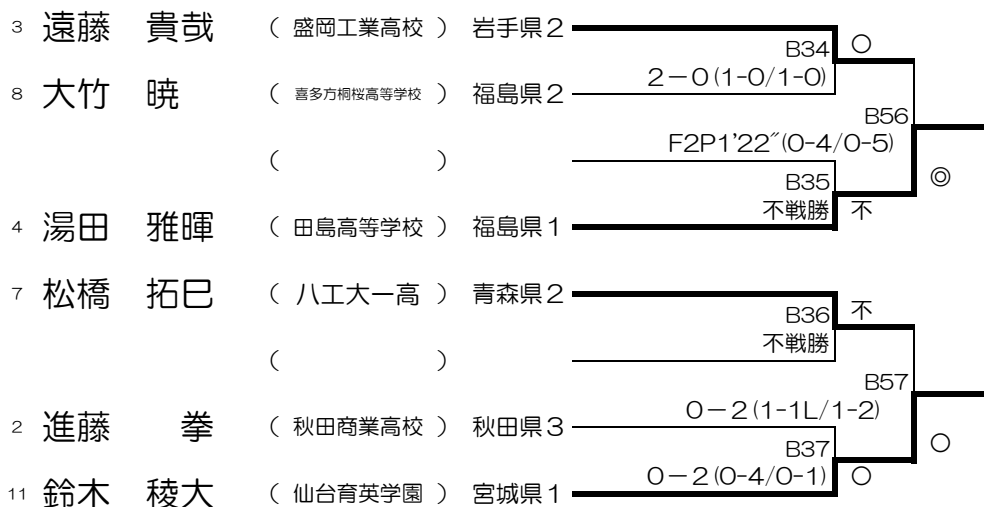 3 遠藤 貴哉 （ 盛岡工業高校 ） 岩手県２
B34 ○
２－０(1-0/1-0)
8 大竹 暁 （ 喜多方桐桜高等学校 ） 福島県２
B56
F2P1'22″(0-4/0-5)
（ ）
B35 ◎
不戦勝 不
4 湯田 雅暉 （ 田島高等学校 ） 福島県１
7 松橋 拓巳 （ 八工大一高 ） 青森県２
B36 不
不戦勝
（ ）
B57
０－２(1-1L/1-2)
2 進藤 拳 （ 秋田商業高校 ） 秋田県３
B37 ○
０－２(0-4/0-1) ○
11 鈴木 稜大 （ 仙台育英学園 ） 宮城県１